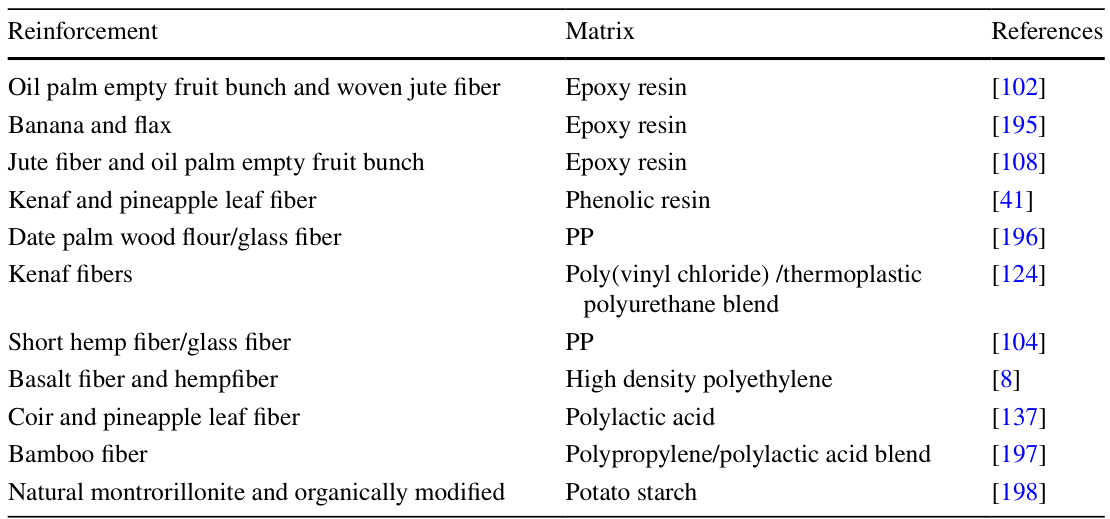 Reinforcement Matrix References
Oil palm empty fruit bunch and woven jute fiber Epoxy resin [102]
Banana and flax Epoxy resin [195]
Jute fiber and oil palm empty fruit bunch Epoxy resin [108]
Kenaf and pineapple leaf fiber Phenolic resin [41]
Date palm wood flour/glass fiber PP [196]
Kenaf fibers Poly(vinyl chloride) /thermoplastic [124]
polyurethane blend
Short hemp fiber/glass fiber PP [104]
Basalt fiber and hempfiber High density polyethylene [8]
Coir and pineapple leaf fiber Polylactic acid [137]
Bamboo fiber Polypropylene/polylactic acid blend [197]
Natural montrorillonite and organically modified Potato starch [198]